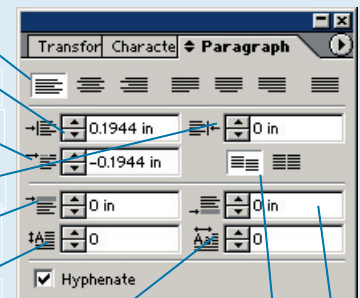 Transfor Characte Paragraph
0.1944 in 0 in
-0.1944 in
0 in 0 in
0 0
Hyphenate